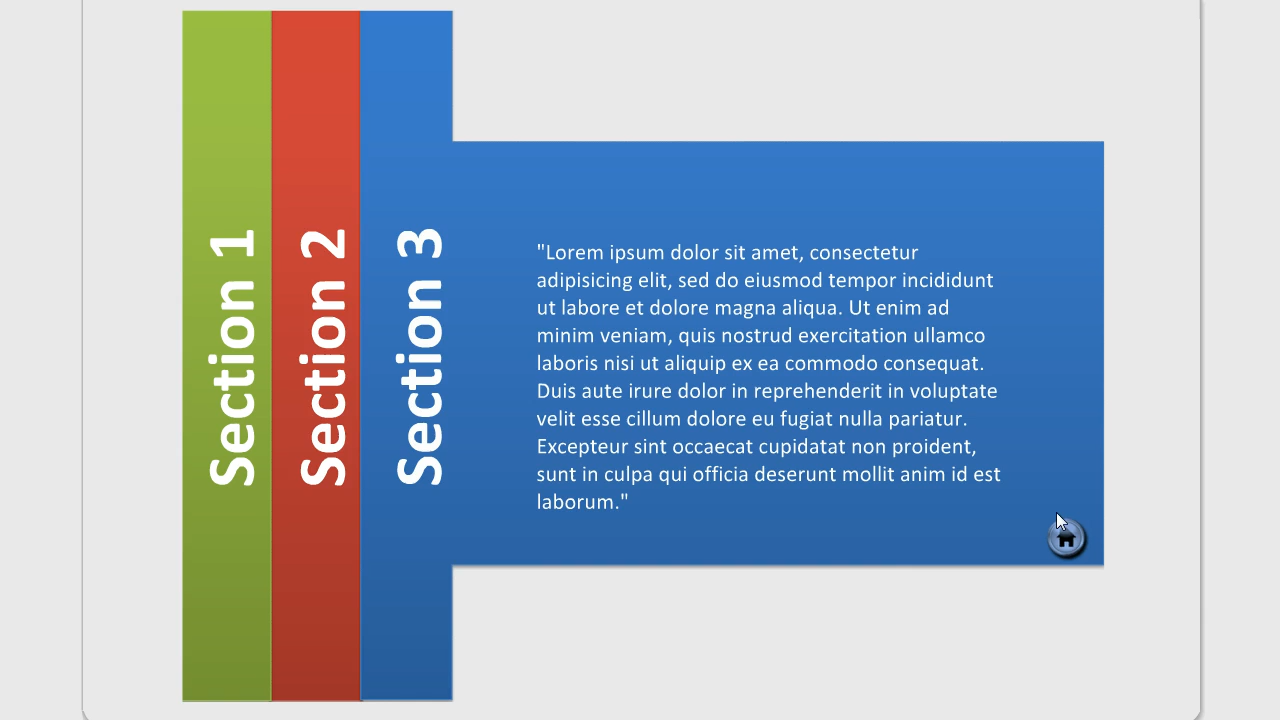 Section 1
Section 2
Section 3
"Lorem ipsum dolor sit amet, consectetur
adipisicing elit, sed do eiusmod tempor incididunt
ut labore et dolore magna aliqua. Ut enim ad
minim veniam, quis nostrud exercitation ullamco
laboris nisi ut aliquip ex ea commodo consequat.
Duis aute irure dolor in reprehenderit in voluptate
velit esse cillum dolore eu fugiat nulla pariatur.
Excepteur sint occaecat cupidatat non proident,
sunt in culpa qui officia deserunt mollit anim id est
laborum."